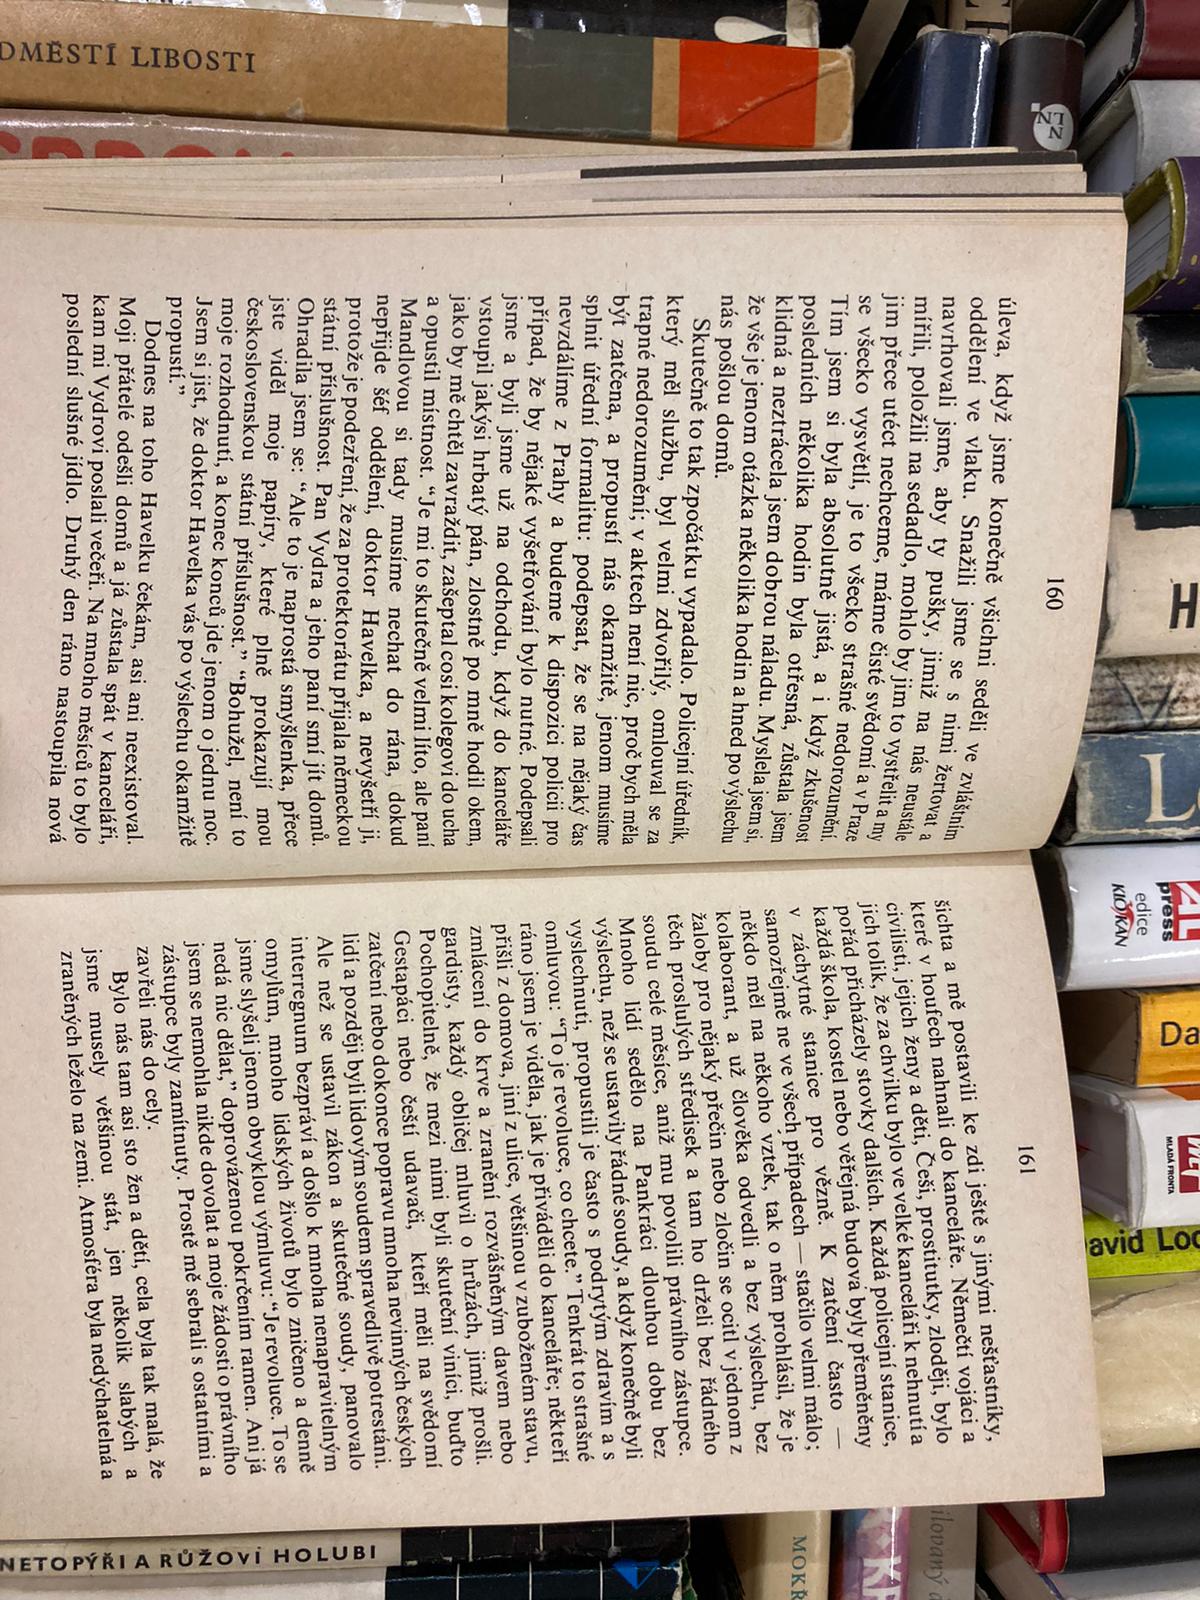 DMĚSTÍ LIBOSTI
160
úleva, když jsme konečně všichni seděli ve zvláštním
oddělení ve vlaku. Snažili jsme se s nimi žertovat a
navrhovali jsme, aby ty pušky, jimiž na nás neustále
mířili, položili na sedadlo, mohlo by jim to vystřelit a my
jim přece utéct nechceme, máme čisté svědomí a v Praze
se všecko vysvětlí, je to všecko strašné nedorozumění.
Tím jsem si byla absolutně jistá, a i když zkušenost
posledních několika hodin byla otřesná, zůstala jsem
klidná a neztrácela jsem dobrou náladu. Myslela jsem si,
že vše je jenom otázka několika hodin a hned po výslechu
nás pošlou domů.
Skutečně to tak zpočátku vypadalo. Policejní úředník,
který měl službu, byl velmi zdvořilý, omlouval se za
trapné nedorozumění; v aktech není nic, proč bych měla
být zatčena, a propustí nás okamžitě, jenom musíme
splnit úřední formalitu: podepsat, že se na nějaký čas
nevzdálíme z Prahy a budeme k dispozici policii pro
případ, že by nějaké vyšetřování bylo nutné. Podepsali
jsme a byli jsme už na odchodu, když do kanceláře
vstoupil jakýsi hrbatý pán, zlostně po mně hodil okem,
jako by mě chtěl zavraždit, zašeptal cosi kolegovi do ucha
a opustil místnost. “Je mi to skutečně velmi líto, ale paní
Mandlovou si tady musíme nechat do rána, dokud
nepřijde šéf oddělení, doktor Havelka, a nevyšetří ji,
protože je podezření, že za protektorátu přijala německou
státní příslušnost. Pan Vydra a jeho paní smí jít domů.
Ohradila jsem se: “Ale to je naprostá smyšlenka, přece
jste viděl moje papíry, které plně prokazují mou
československou státní příslušnost.” “Bohužel, není to
moje rozhodnutí, a konec konců jde jenom o jednu noc.
Jsem si jist, že doktor Havelka vás po výslechu okamžitě
propustí.”
Dodnes na toho Havelku čekám, asi ani neexistoval.
Moji přátelé odešli domů a já zůstala spát v kanceláři,
kam mi Vydrovi poslali večeři. Na mnoho měsíců to bylo
poslední slušné jídlo. Druhý den ráno nastoupila nová
161
šichta a mě postavili ke zdi ještě s jinými nešťastníky,
které v houfech nahnali do kanceláře. Němečtí vojáci a
civilisti, jejich ženy a děti, Češi, prostitutky, zloději, bylo
jich tolik, že za chvilku bylo ve velké kanceláři k nehnutí a
pořád přicházely stovky dalších. Každá policejní stanice,
každá škola, kostel nebo veřejná budova byly přeměněny
v záchytné stanice pro vězně. K zatčení často —
samozřejmě ne ve všech případech — stačilo velmi málo;
někdo měl na někoho vztek, tak o něm prohlásil, že je
kolaborant, a už člověka odvedli a bez výslechu, bez
žaloby pro nějaký přečin nebo zločin se ocitl v jednom z
těch proslulých středisek a tam ho drželi bez řádného
soudu celé měsíce, aniž mu povolili právního zástupce.
Mnoho lidí sedělo na Pankráci dlouhou dobu bez
výslechu, než se ustavily řádné soudy, a když konečně byli
vyslechnuti, propustili je často s podrytým zdravím a s
omluvou: “To je revoluce, co chcete.” Tenkrát to strašné
ráno jsem je viděla, jak je přiváděli do kanceláře; někteří
přišli z domova, jiní z ulice, většinou v zuboženém stavu,
zmlácení do krve a zranění rozvášněným davem nebo
gardisty, každý obličej mluvil o hrůzách, jimiž prošli.
Pochopitelně, že mezi nimi byli skuteční viníci, buďto
Gestapáci nebo čeští udavači, kteří měli na svědomí
zatčení nebo dokonce popravu mnoha nevinných českých
lidí a později byli lidovým soudem spravedlivě potrestáni.
Ale než se ustavil zákon a skutečné soudy, panovalo
interregnum bezpráví a došlo k mnoha nenapravitelným
omylům, mnoho lidských životů bylo zničeno a denně
jsme slyšeli jenom obvyklou výmluvu: “Je revoluce. To se
nedá nic dělat,” doprovázenou pokrčením ramen. Ani já
jsem se nemohla nikde dovolat a moje žádosti o právního
zástupce byly zamítnuty. Prostě mě sebrali s ostatními a
zavřeli nás do cely.
Bylo nás tam asi sto žen a dětí, cela byla tak malá, že
jsme musely většinou stát, jen několik slabých a
zraněných leželo na zemi. Atmosféra byla nedýchatelná a
NETOPÝŘI A RŮŽOVÍ HOLUBI
edice
KLOKAN
press
MLADÁ FRONTA
Da
avid Lod
MOKŘ
ilovaný